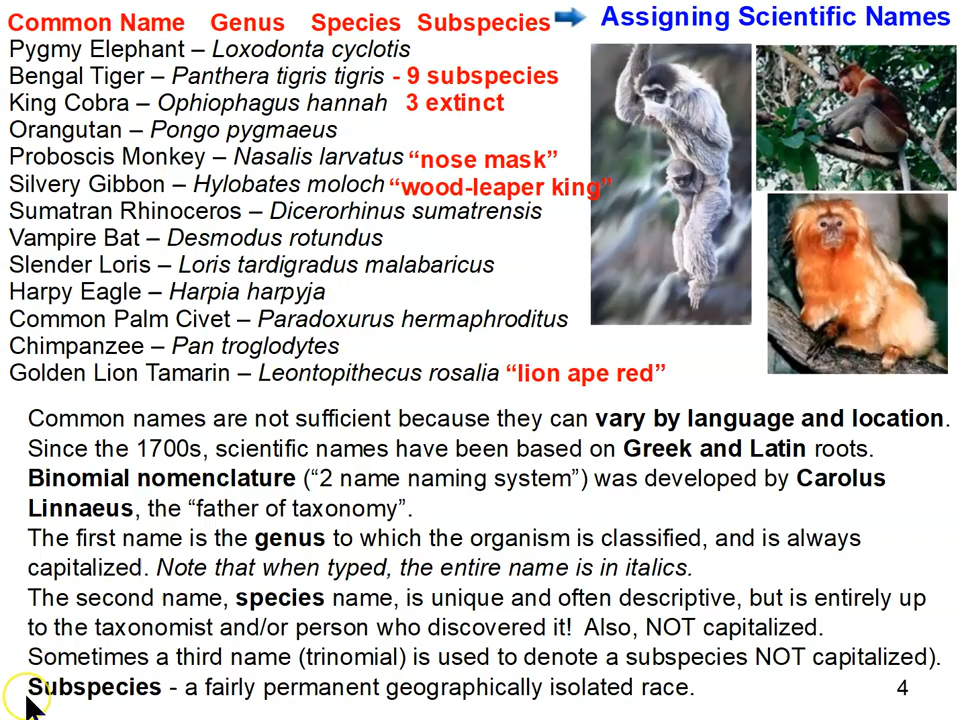 Common Name Genus Species Subspecies Assigning Scientific Names
Pygmy Elephant – Loxodonta cyclotis
Bengal Tiger – Panthera tigris tigris - 9 subspecies
King Cobra – Ophiophagus hannah 3 extinct
Orangutan – Pongo pygmaeus
Proboscis Monkey – Nasalis larvatus “nose mask”
Silvery Gibbon – Hylobates moloch “wood-leaper king”
Sumatran Rhinoceros – Dicerorhinus sumatrensis
Vampire Bat – Desmodus rotundus
Slender Loris – Loris tardigradus malabaricus
Harpy Eagle – Harpia harpyja
Common Palm Civet – Paradoxurus hermaphroditus
Chimpanzee – Pan troglodytes
Golden Lion Tamarin – Leontopithecus rosalia “lion ape red”
Common names are not sufficient because they can vary by language and location.
Since the 1700s, scientific names have been based on Greek and Latin roots.
Binomial nomenclature (“2 name naming system”) was developed by Carolus
Linnaeus, the “father of taxonomy”.
The first name is the genus to which the organism is classified, and is always
capitalized. Note that when typed, the entire name is in italics.
The second name, species name, is unique and often descriptive, but is entirely up
to the taxonomist and/or person who discovered it! Also, NOT capitalized.
Sometimes a third name (trinomial) is used to denote a subspecies NOT capitalized).
Subspecies - a fairly permanent geographically isolated race. 4